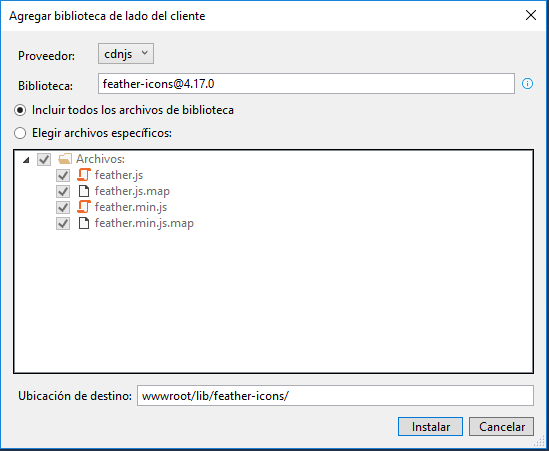 Agregar biblioteca de lado del cliente
Proveedor: cdnjs
Biblioteca: feather-icons@4.17.0
Incluir todos los archivos de biblioteca
Elegir archivos específicos:
Archivos:
feather.js
feather.js.map
feather.min.js
feather.min.js.map
Ubicación de destino: wwwroot/lib/feather-icons/
Instalar Cancelar